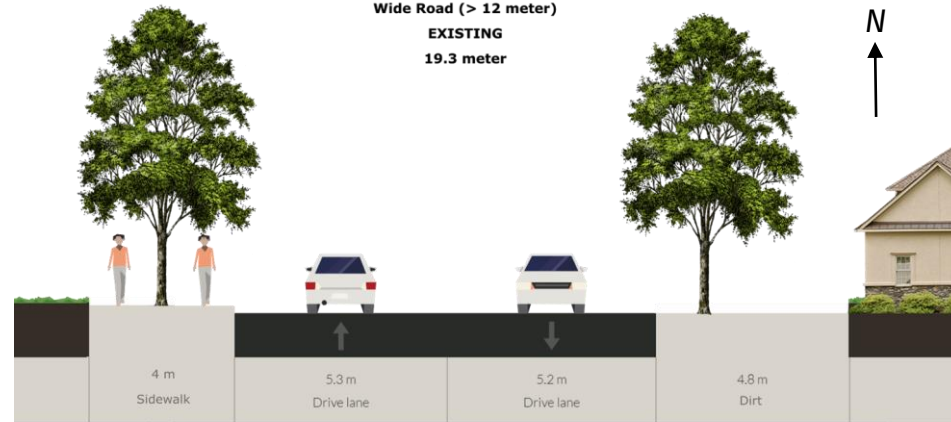 Wide Road (> 12 meter)
EXISTING
19.3 meter
N
4 m
Sidewalk
5.3 m
Drive lane
5.2 m
Drive lane
4.8 m
Dirt